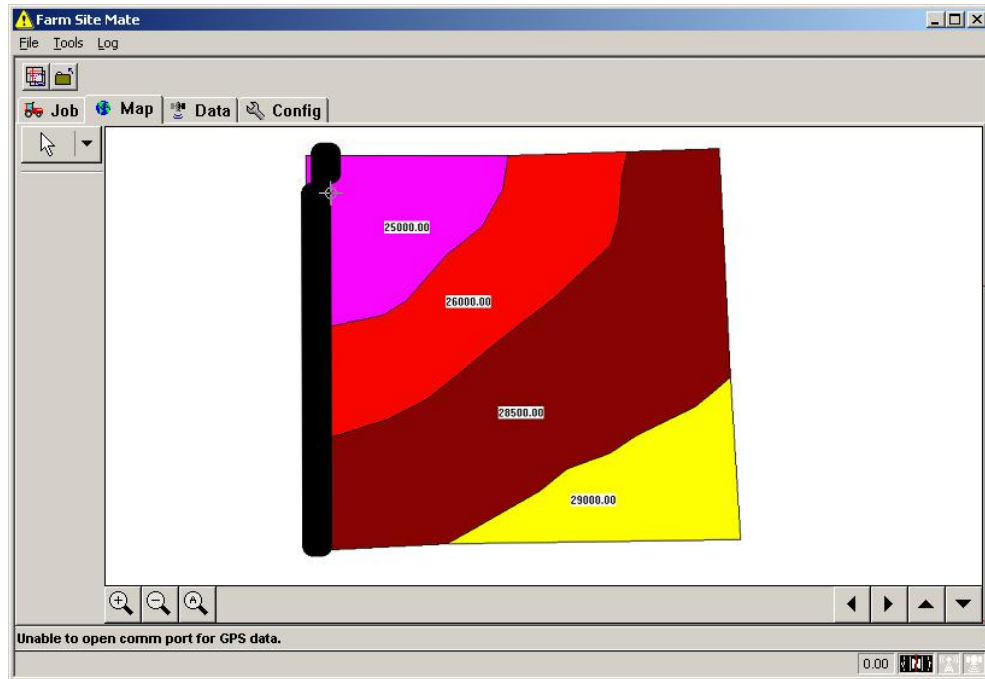 Farm Site Mate
File Tools Log
Job Map Data Config
25000.00
26000.00
28500.00
29000.00
Unable to open comm port for GPS data.
0.00